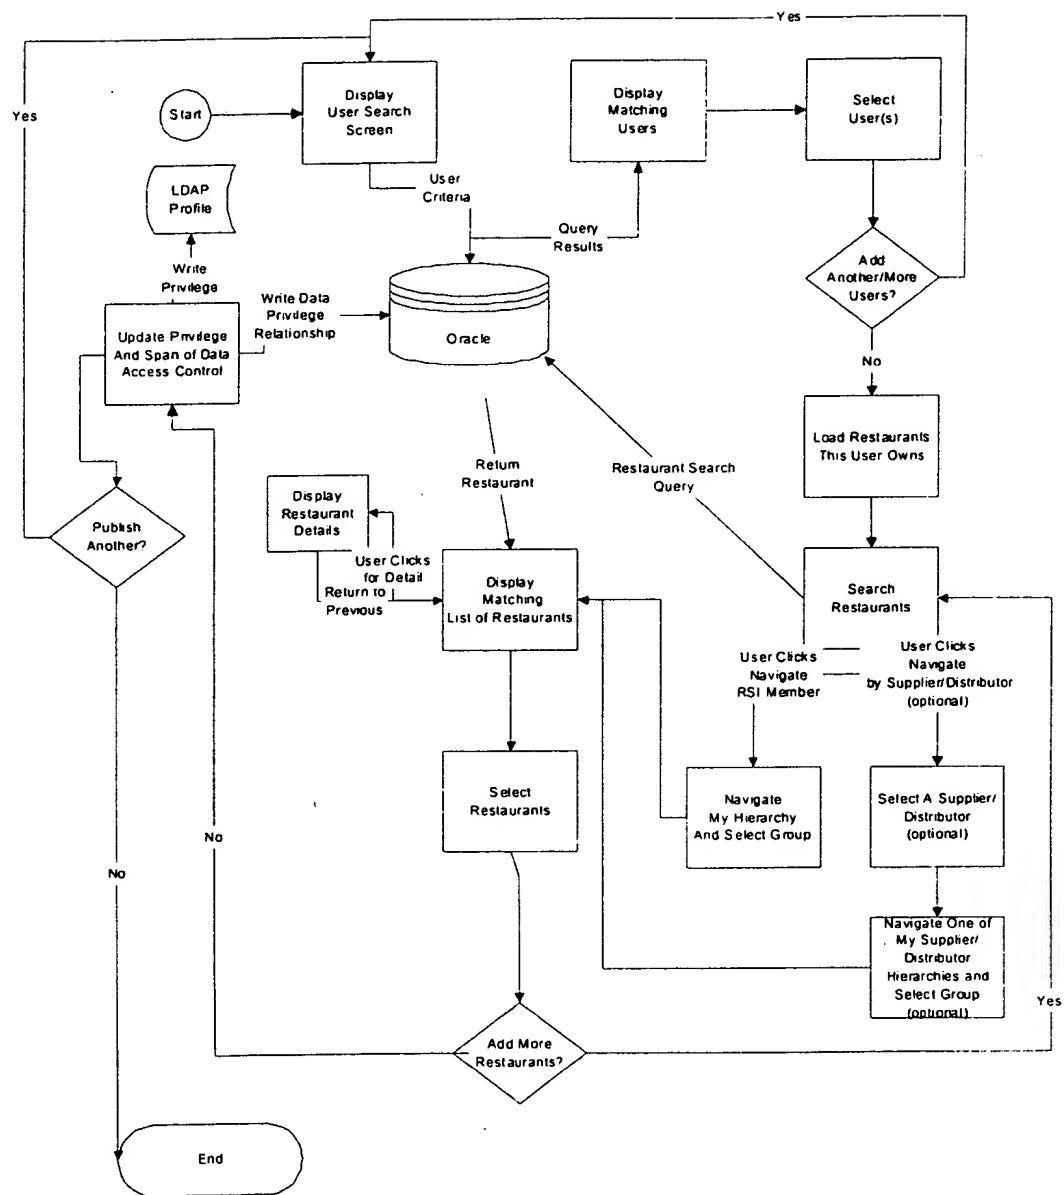 Yes
Yes
Start
Display
User Search
Screen
Display
Matching
Users
Select
User(s)
LDAP
Profile
User
Criteria
Query
Results
Write
Privilege
Write Data
Privilege
Relationship
Add
Another/More
Users?
Update Privilege
And Span of Data
Access Control
Oracle
No
Load Restaurants
This User Owns
Return
Restaurant
Restaurant Search
Query
Display
Restaurant
Details
Publish
Another?
User Clicks
for Detail
Return to
Previous
Display
Matching
List of Restaurants
Search
Restaurants
User Clicks
Navigate
RSI Member
User Clicks
Navigate
by Supplier/Distributor
(optional)
Select
Restaurants
Navigate
My Hierarchy
And Select Group
Select A Supplier/
Distributor
(optional)
No
No
Navigate One of
My Supplier/
Distributor
Hierarchies and
Select Group
(optional)
Yes
Add More
Restaurants?
End